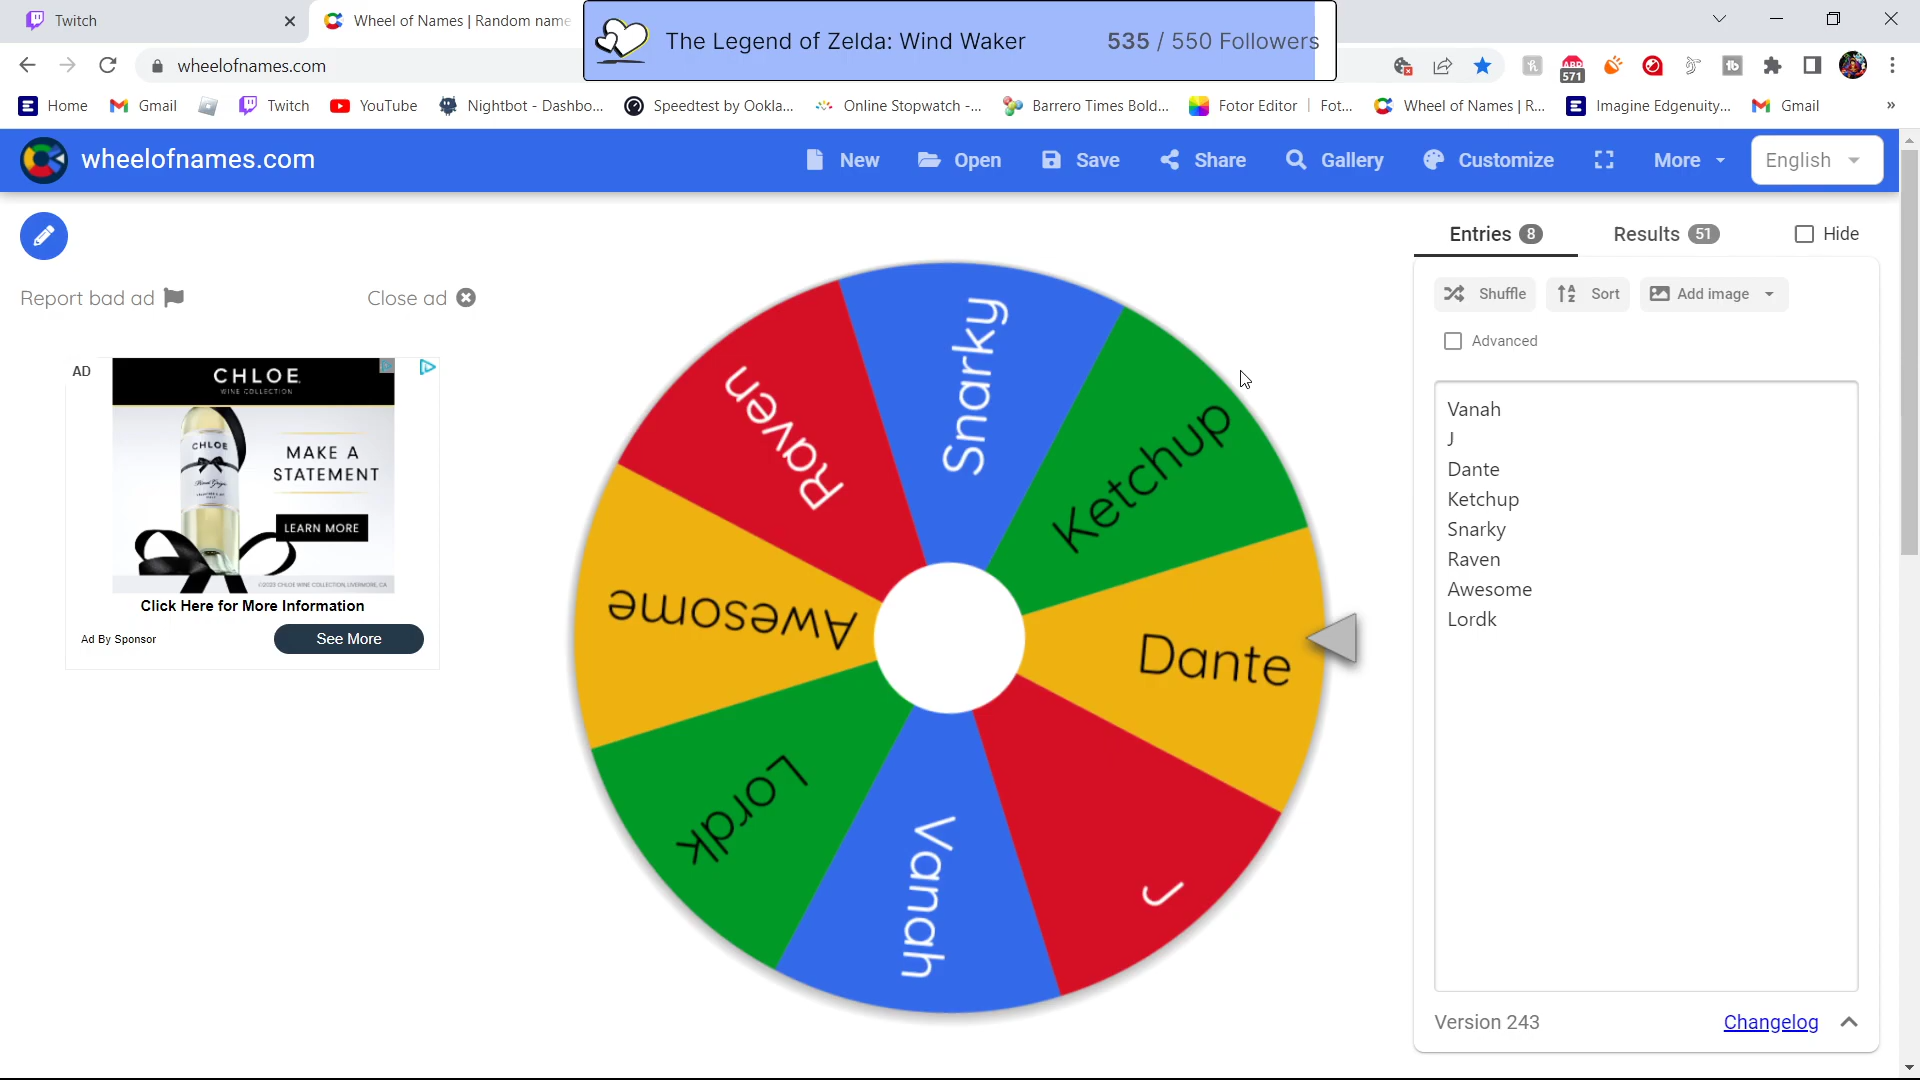 Twitch
Wheel of Names | Random name
The Legend of Zelda: Wind Waker
535 / 550 Followers
wheelofnames.com
571
Home
Gmail
Twitch
YouTube
Nightbot - Dashbo...
Speedtest by Ookla...
Online Stopwatch -...
Barrero Times Bold...
Fotor Editor | Fot...
Wheel of Names | R...
Imagine Edgenuity...
Gmail
»
wheelofnames.com
New
Open
Save
Share
Gallery
Customize
More
English
Entries 8
Results 51
Hide
Report bad ad
Close ad
Shuffle
Sort
Add image
Advanced
AD
CHLOE
WINE COLLECTION
CHLOE
MAKE A
STATEMENT
LEARN MORE
Click Here for More Information
Ad By Sponsor
See More
Snarky
Ketchup
Dante
J
Vanah
Lordk
Awesome
Raven
Vanah
J
Dante
Ketchup
Snarky
Raven
Awesome
Lordk
Version 243
Changelog